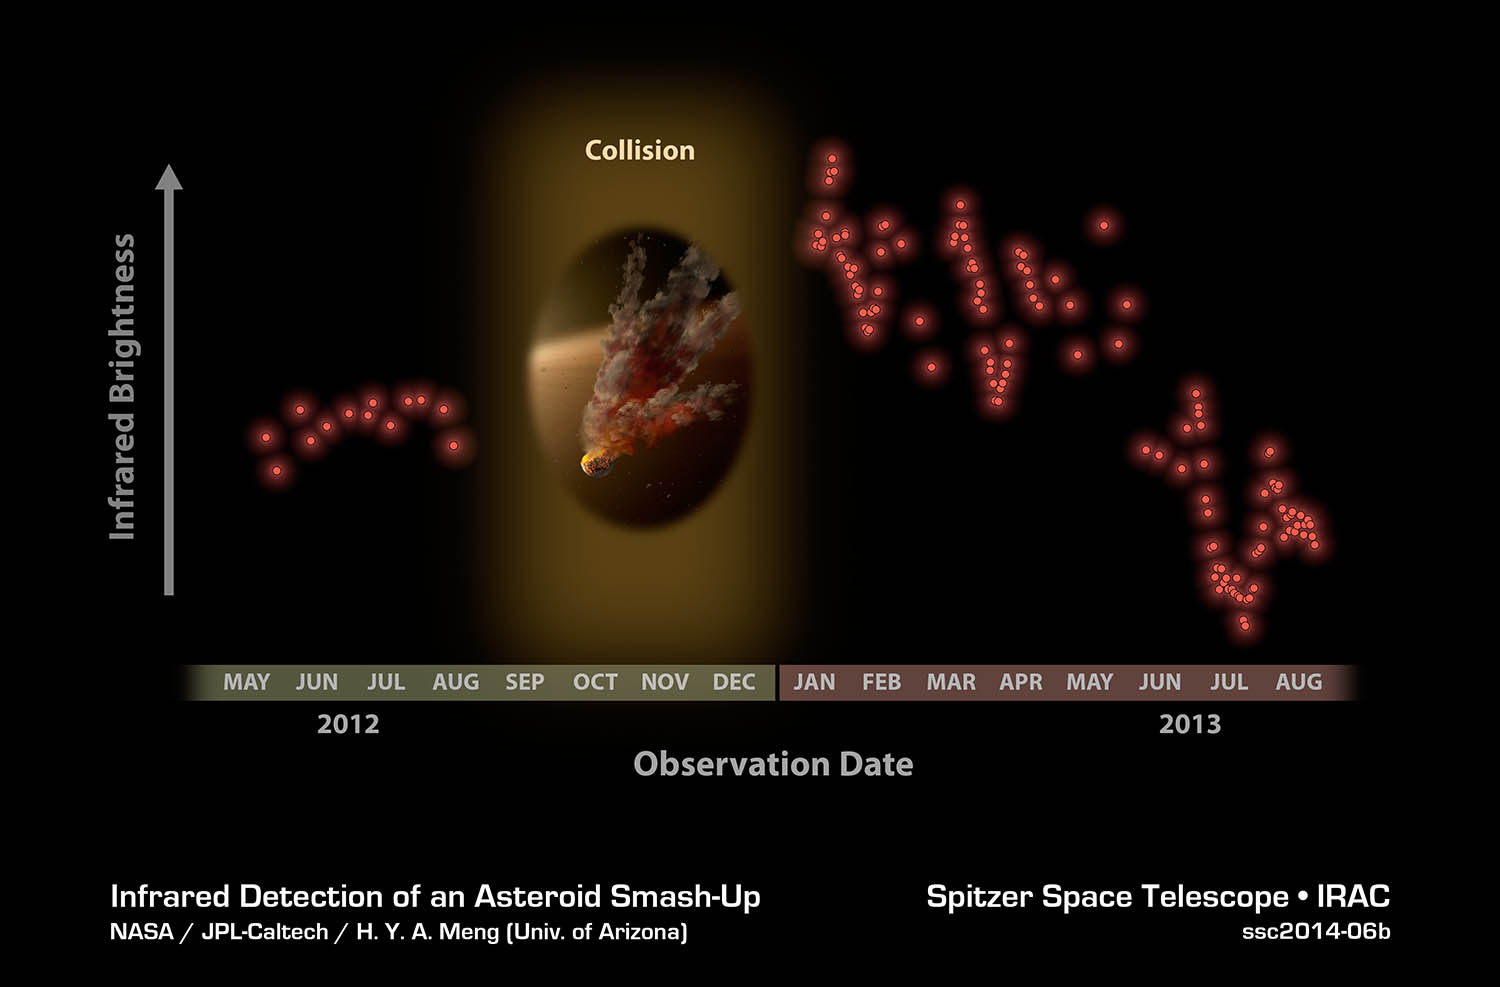 Collision
Infrared Brightness
MAY JUN JUL AUG SEP OCT NOV DEC JAN FEB MAR APR MAY JUN JUL AUG
2012 2013
Observation Date
Infrared Detection of an Asteroid Smash-Up
NASA / JPL-Caltech / H. Y. A. Meng (Univ. of Arizona)
Spitzer Space Telescope • IRAC
ssc2014-06b